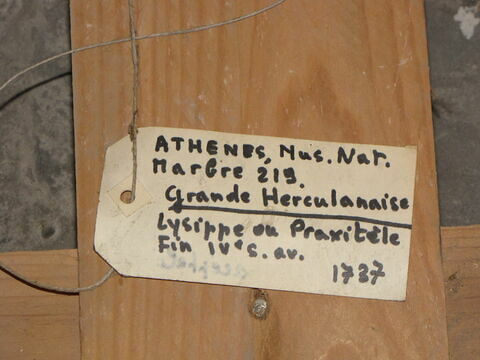 ATHENES, Mus. Nat.
Marbre 219.
Grande Herculanaise
Lysippe ou Praxitèle
Fin IVe s. av.
1737